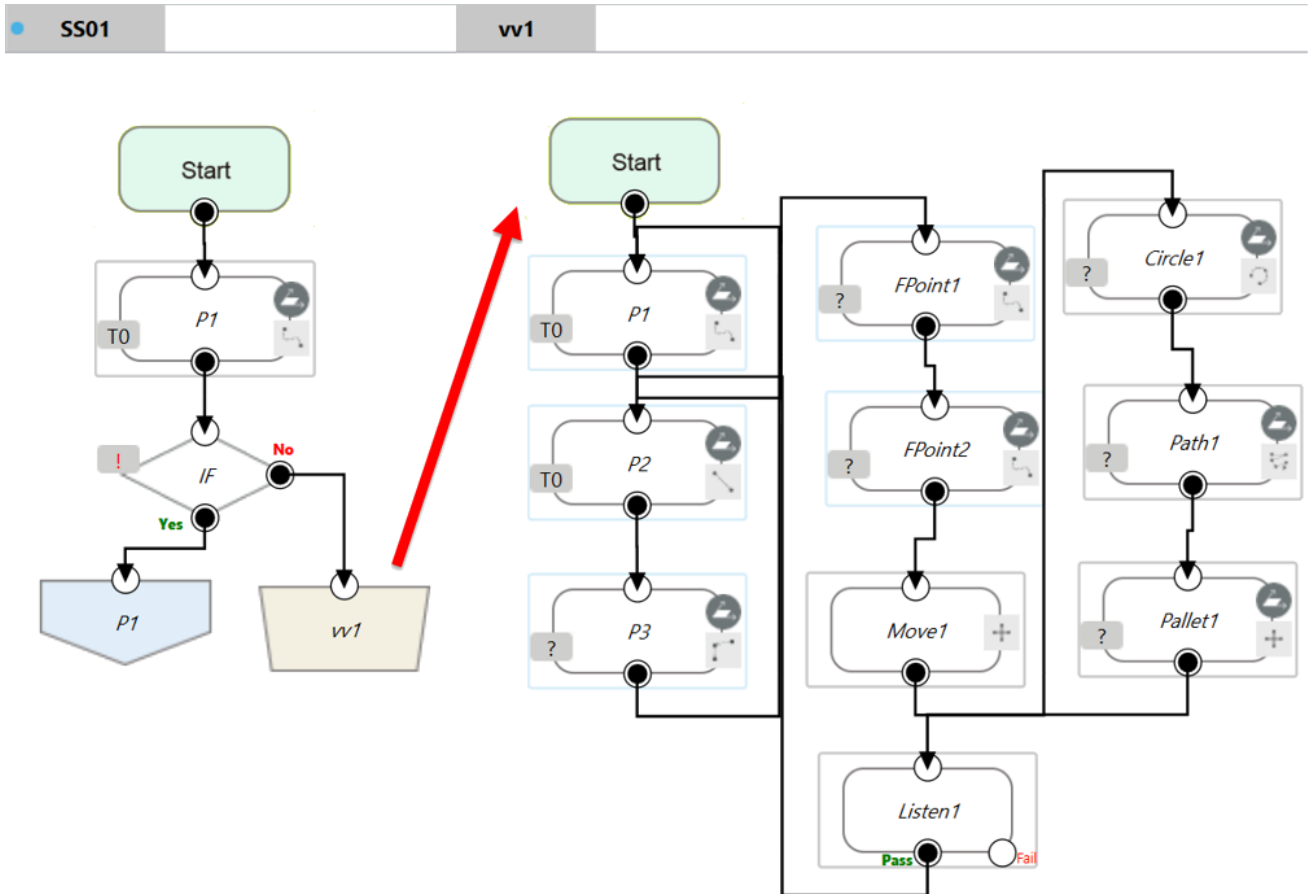 SS01
vv1
Start
P1
T0
IF
!
No
Yes
P1
vv1
Start
P1
T0
P2
T0
P3
?
FPoint1
?
FPoint2
?
Move1
Listen1
Pass
Fail
Circle1
?
Path1
?
Pallet1
?